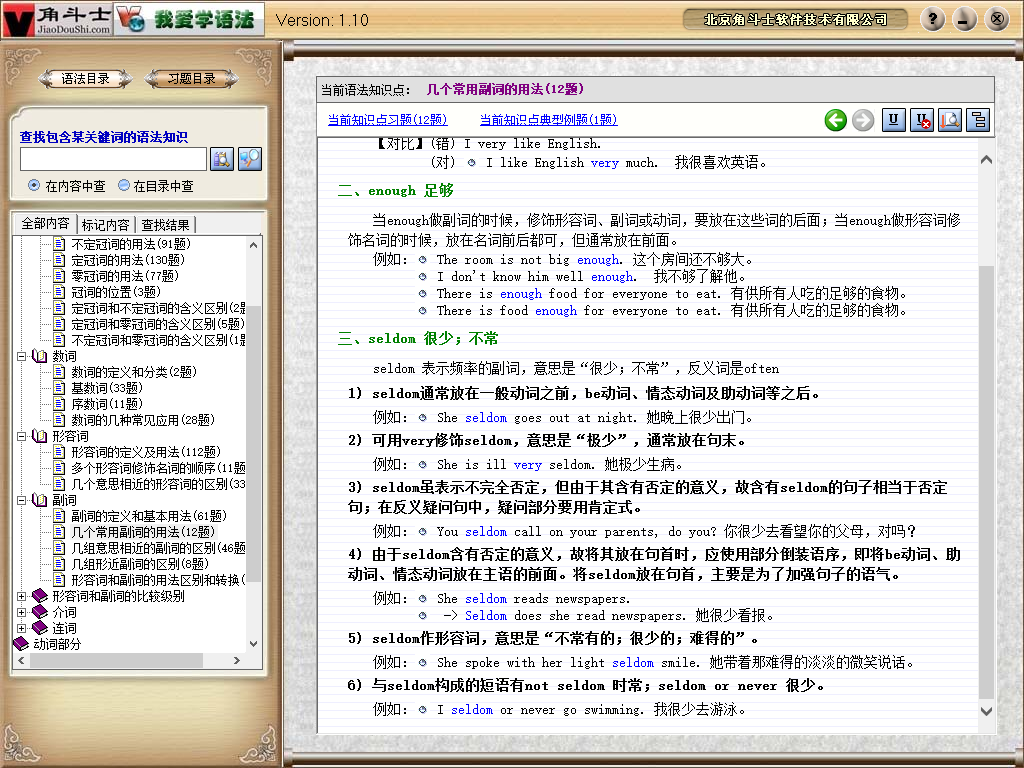 角斗士
JiaoDouShi.com
我爱学语法
Version: 1.10
北京角斗士软件技术有限公司
语法目录
习题目录
查找包含某关键词的语法知识
在内容中查
在目录中查
全部内容
标记内容
查找结果
不定冠词的用法(91题)
定冠词的用法(130题)
零冠词的用法(77题)
冠词的位置(3题)
定冠词和不定冠词的含义区别(2题
定冠词和零冠词的含义区别(5题)
不定冠词和零冠词的含义区别(1题
数词
数词的定义和分类(2题)
基数词(33题)
序数词(11题)
数词的几种常见应用(28题)
形容词
形容词的定义及用法(112题)
多个形容词修饰名词的顺序(11题
几个意思相近的形容词的区别(33
副词
副词的定义和基本用法(61题)
几个常用副词的用法(12题)
几组意思相近的副词的区别(46题
几组形近副词的区别(8题)
形容词和副词的用法区别和转换(
形容词和副词的比较级别
介词
连词
动词部分
当前语法知识点: 几个常用副词的用法(12题)
当前知识点习题(12题)
当前知识点典型例题(1题)
【对比】(错) I very like English.
(对) I like English very much. 我很喜欢英语。
二、enough 足够
当enough做副词的时候，修饰形容词、副词或动词，要放在这些词的后面；当enough做形容词修
饰名词的时候，放在名词前后都可，但通常放在前面。
例如: The room is not big enough. 这个房间还不够大。
I don't know him well enough. 我不够了解他。
There is enough food for everyone to eat. 有供所有人吃的足够的食物。
There is food enough for everyone to eat. 有供所有人吃的足够的食物。
三、seldom 很少；不常
seldom 表示频率的副词，意思是“很少；不常”，反义词是often
1) seldom通常放在一般动词之前，be动词、情态动词及助动词等之后。
例如: She seldom goes out at night. 她晚上很少出门。
2) 可用very修饰seldom，意思是“极少”，通常放在句末。
例如: She is ill very seldom. 她极少生病。
3) seldom虽表示不完全否定，但由于其含有否定的意义，故含有seldom的句子相当于否定
句；在反义疑问句中，疑问部分要用肯定式。
例如: You seldom call on your parents, do you? 你很少去看望你的父母，对吗？
4) 由于seldom含有否定的意义，故将其放在句首时，应使用部分倒装语序，即将be动词、助
动词、情态动词放在主语的前面。将seldom放在句首，主要是为了加强句子的语气。
例如: She seldom reads newspapers.
-> Seldom does she read newspapers. 她很少看报。
5) seldom作形容词，意思是“不常有的；很少的；难得的”。
例如: She spoke with her light seldom smile. 她带着那难得的淡淡的微笑说话。
6) 与seldom构成的短语有not seldom 时常；seldom or never 很少。
例如: I seldom or never go swimming. 我很少去游泳。